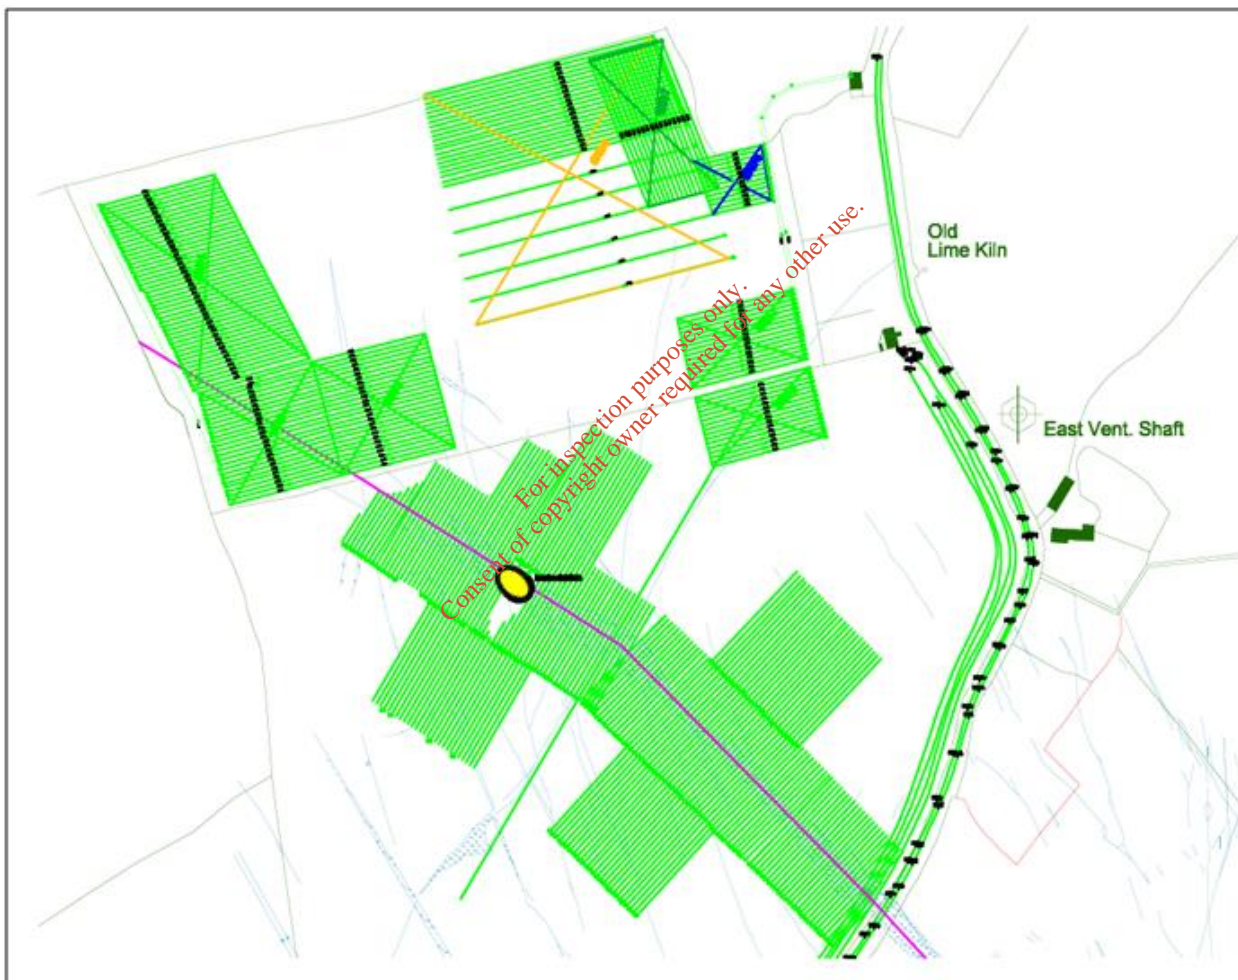 Old
Lime Kiln
East Vent. Shaft
For inspection purposes only.
Consent of copyright owner required for any other use.